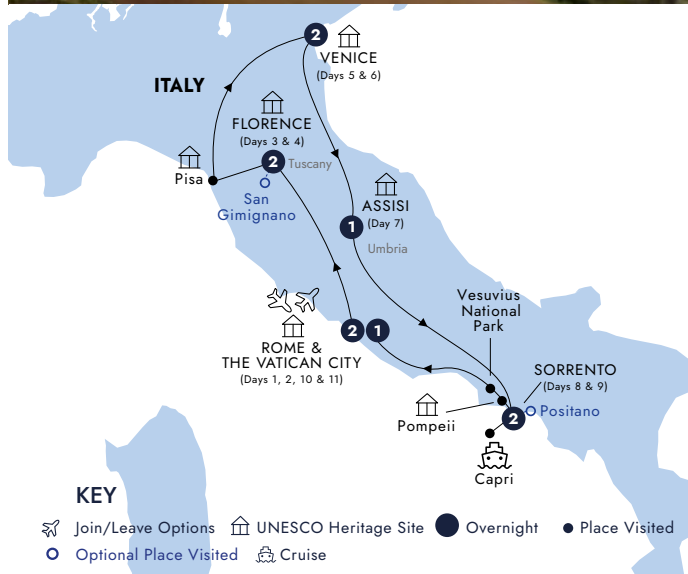 2
VENICE
(Days 5 & 6)
ITALY
FLORENCE
(Days 3 & 4)
2
Tuscany
Pisa
San
Gimignano
ASSISI
(Day 7)
1
Umbria
2 1
ROME &
THE VATICAN CITY
(Days 1, 2, 10 & 11)
Vesuvius
National
Park
SORRENTO
(Days 8 & 9)
Positano
2
Pompeii
Capri
KEY
Join/Leave Options UNESCO Heritage Site Overnight Place Visited
Optional Place Visited Cruise